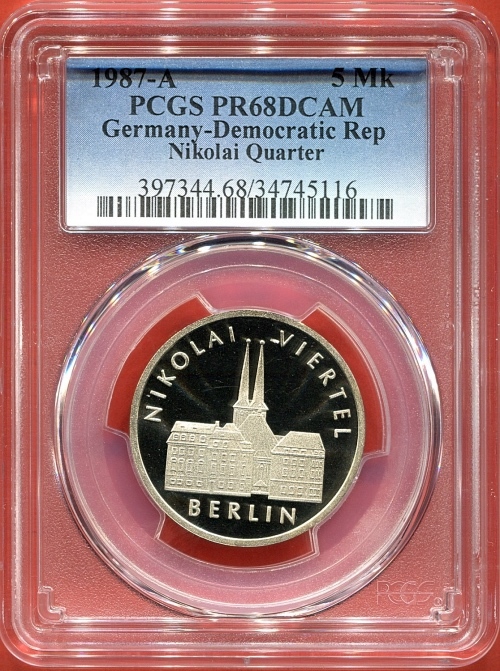 1987-A 5 Mk
PCGS PR68DCAM
Germany-Democratic Rep
Nikolai Quarter
397344.68/34745116
NIKOLAI VIERTEL
BERLIN
PCGS